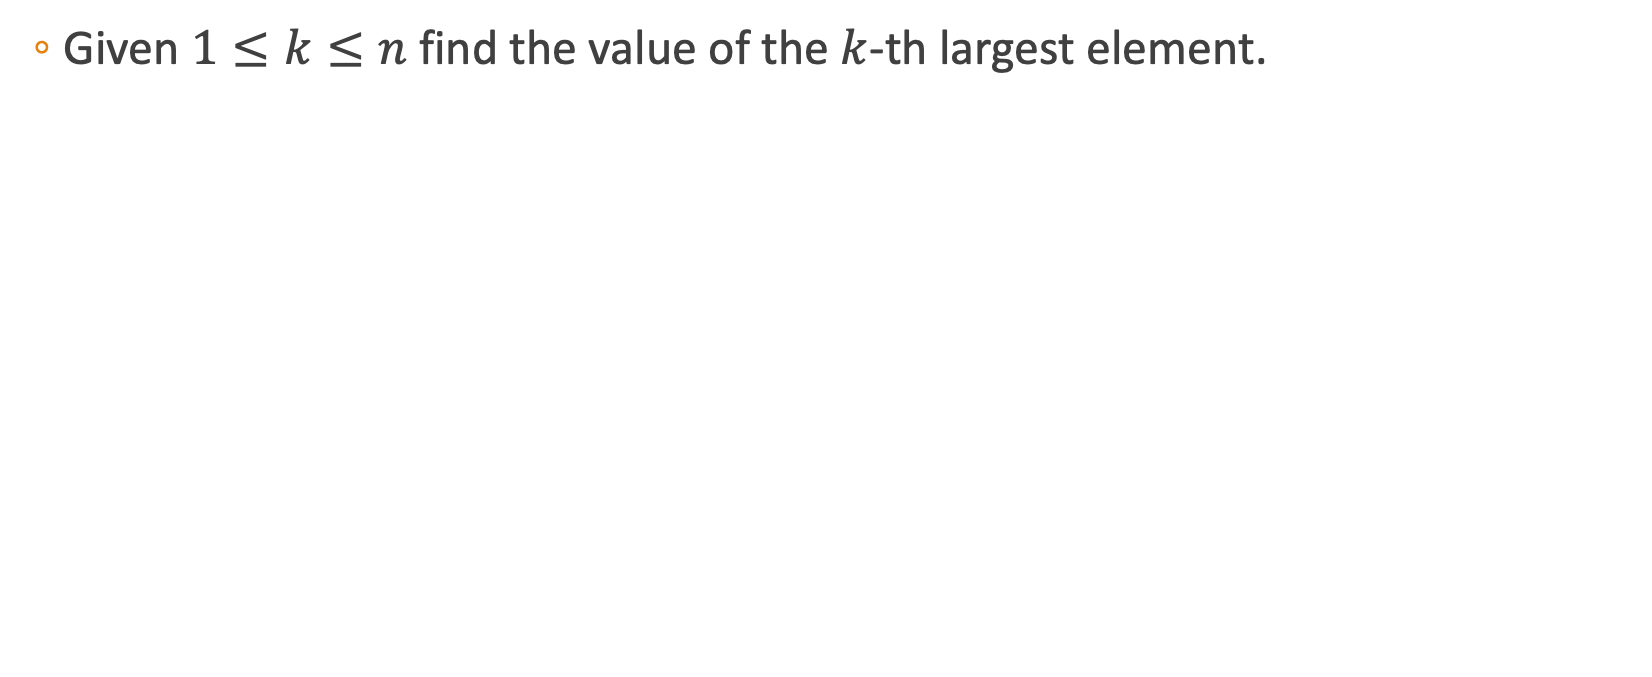 ◦ Given 1 ≤ k ≤ n find the value of the k-th largest element.